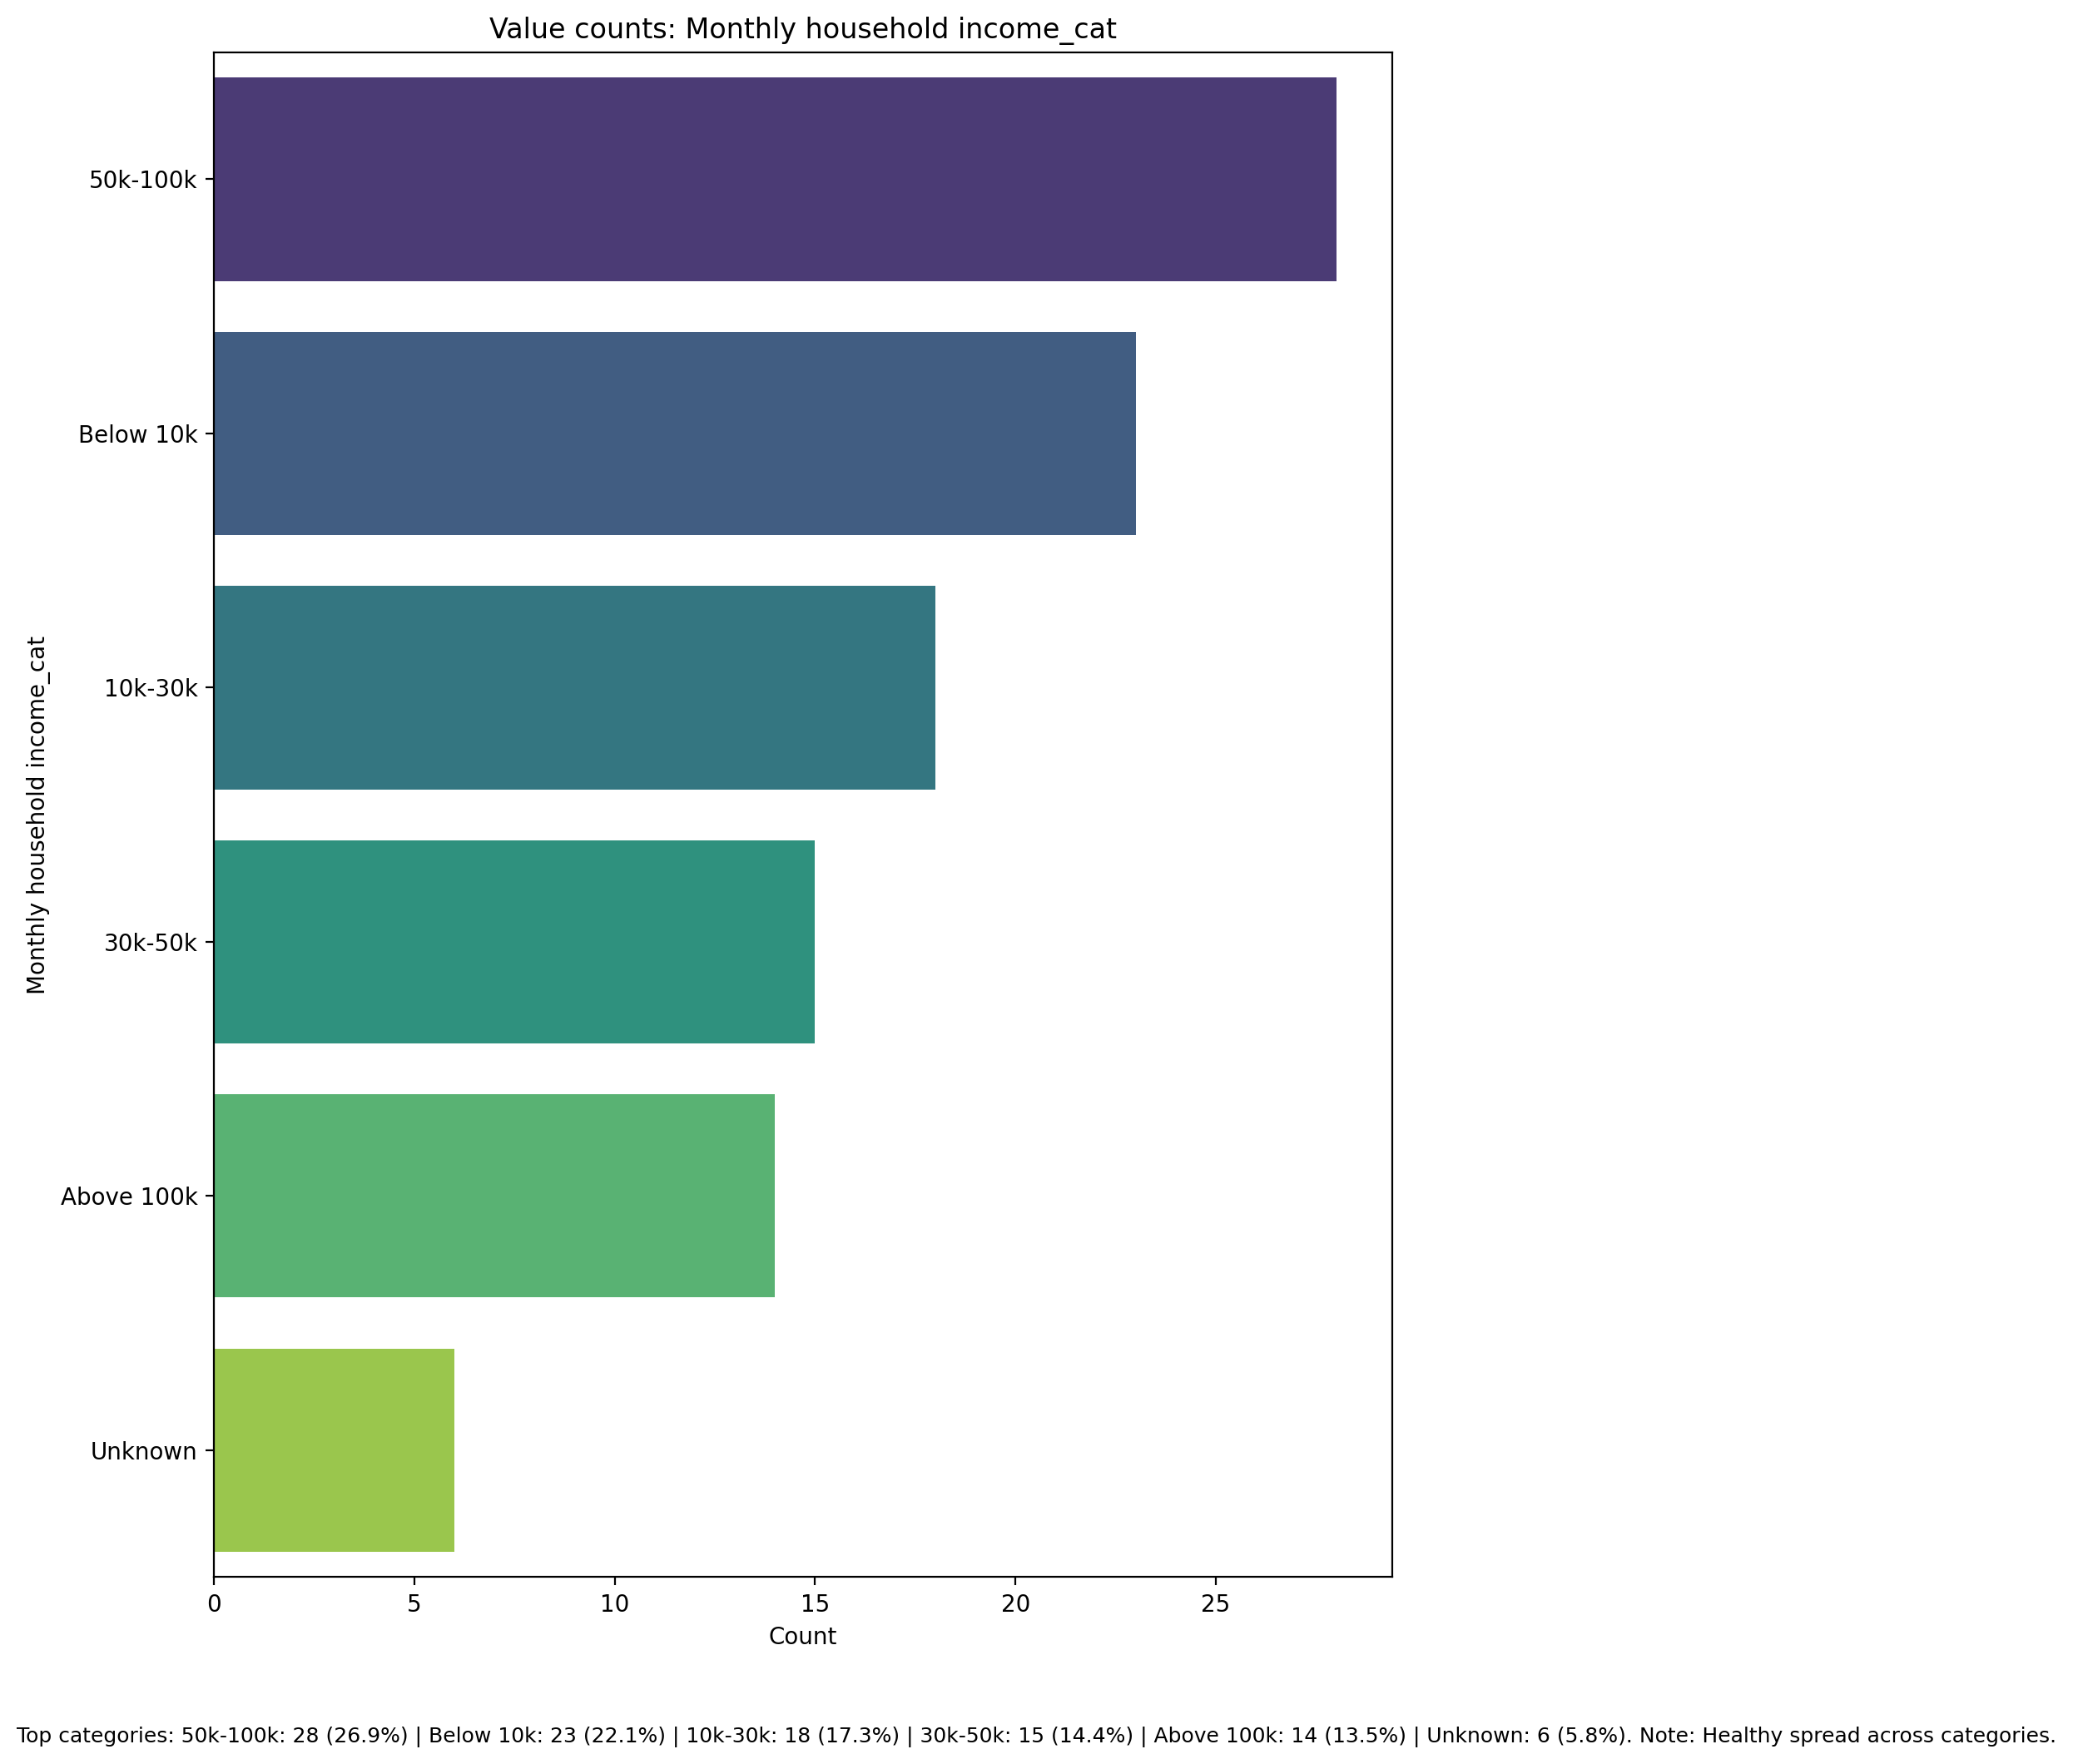 Value counts: Monthly household income_cat
50k-100k
Below 10k
10k-30k
30k-50k
Above 100k
Unknown
Monthly household income_cat
0 5 10 15 20 25
Count
Top categories: 50k-100k: 28 (26.9%) | Below 10k: 23 (22.1%) | 10k-30k: 18 (17.3%) | 30k-50k: 15 (14.4%) | Above 100k: 14 (13.5%) | Unknown: 6 (5.8%). Note: Healthy spread across categories.